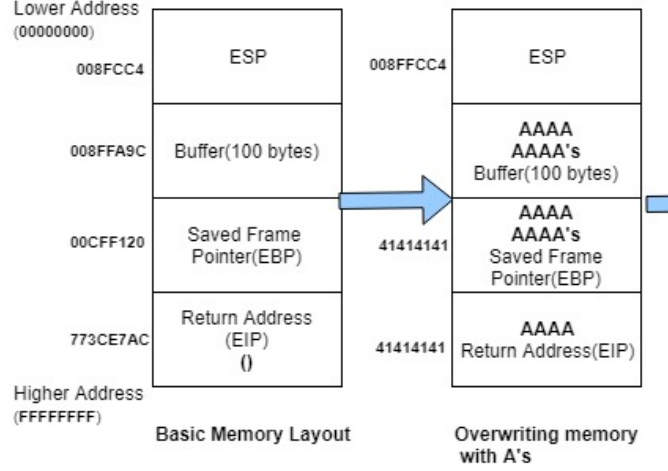 Lower Address
(00000000)
008FCC4
ESP
008FFA9C
Buffer(100 bytes)
00CFF120
Saved Frame
Pointer(EBP)
773CE7AC
Return Address
(EIP)
()
Higher Address
(FFFFFFFF)
Basic Memory Layout
008FFCC4
ESP
AAAA
AAAA's
Buffer(100 bytes)
41414141
AAAA
AAAA's
Saved Frame
Pointer(EBP)
41414141
AAAA
Return Address(EIP)
Overwriting memory
with A's